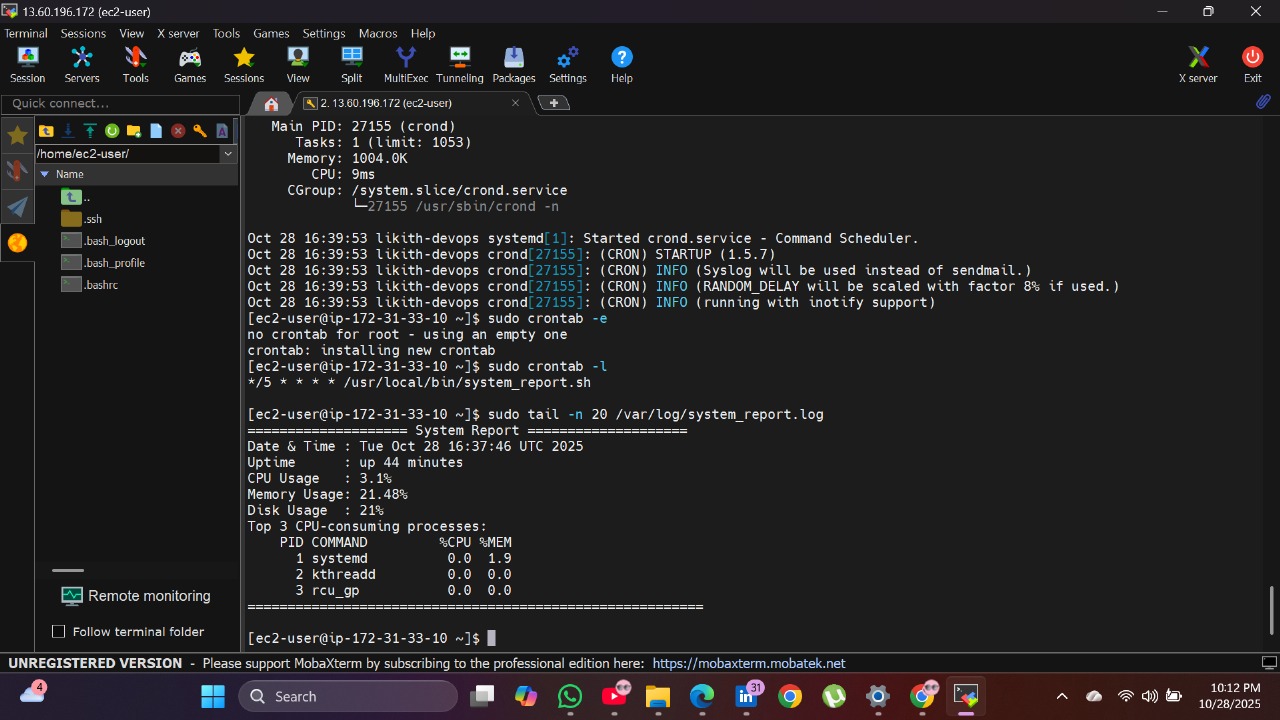 13.60.196.172 (ec2-user)
Terminal Sessions View X server Tools Games Settings Macros Help
Session Servers Tools Games Sessions View Split MultiExec Tunneling Packages Settings Help X server Exit
Quick connect...
2. 13.60.196.172 (ec2-user)
/home/ec2-user/
Name
..
.ssh
.bash_logout
.bash_profile
.bashrc
Remote monitoring
Follow terminal folder
Main PID: 27155 (crond)
Tasks: 1 (limit: 1053)
Memory: 1004.0K
CPU: 9ms
CGroup: /system.slice/crond.service
└─27155 /usr/sbin/crond -n
Oct 28 16:39:53 likith-devops systemd[1]: Started crond.service - Command Scheduler.
Oct 28 16:39:53 likith-devops crond[27155]: (CRON) STARTUP (1.5.7)
Oct 28 16:39:53 likith-devops crond[27155]: (CRON) INFO (Syslog will be used instead of sendmail.)
Oct 28 16:39:53 likith-devops crond[27155]: (CRON) INFO (RANDOM_DELAY will be scaled with factor 8% if used.)
Oct 28 16:39:53 likith-devops crond[27155]: (CRON) INFO (running with inotify support)
[ec2-user@ip-172-31-33-10 ~]$ sudo crontab -e
no crontab for root - using an empty one
crontab: installing new crontab
[ec2-user@ip-172-31-33-10 ~]$ sudo crontab -l
*/5 * * * * /usr/local/bin/system_report.sh
[ec2-user@ip-172-31-33-10 ~]$ sudo tail -n 20 /var/log/system_report.log
==================== System Report ====================
Date & Time : Tue Oct 28 16:37:46 UTC 2025
Uptime : up 44 minutes
CPU Usage : 3.1%
Memory Usage: 21.48%
Disk Usage : 21%
Top 3 CPU-consuming processes:
PID COMMAND %CPU %MEM
1 systemd 0.0 1.9
2 kthreadd 0.0 0.0
3 rcu_gp 0.0 0.0
=========================================================
[ec2-user@ip-172-31-33-10 ~]$
UNREGISTERED VERSION - Please support MobaXterm by subscribing to the professional edition here: https://mobaxterm.mobatek.net
4
Search
31
10:12 PM
10/28/2025